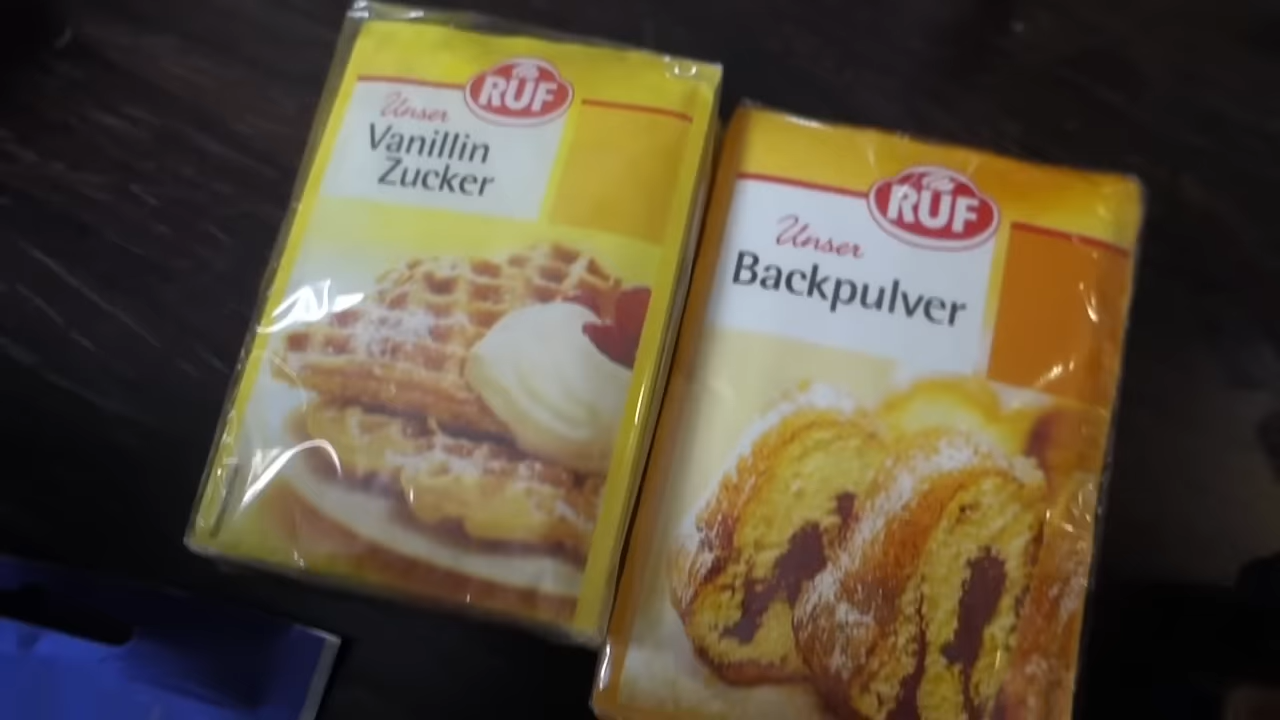 RUF
Unser
Vanillin
Zucker
RUF
Unser
Backpulver